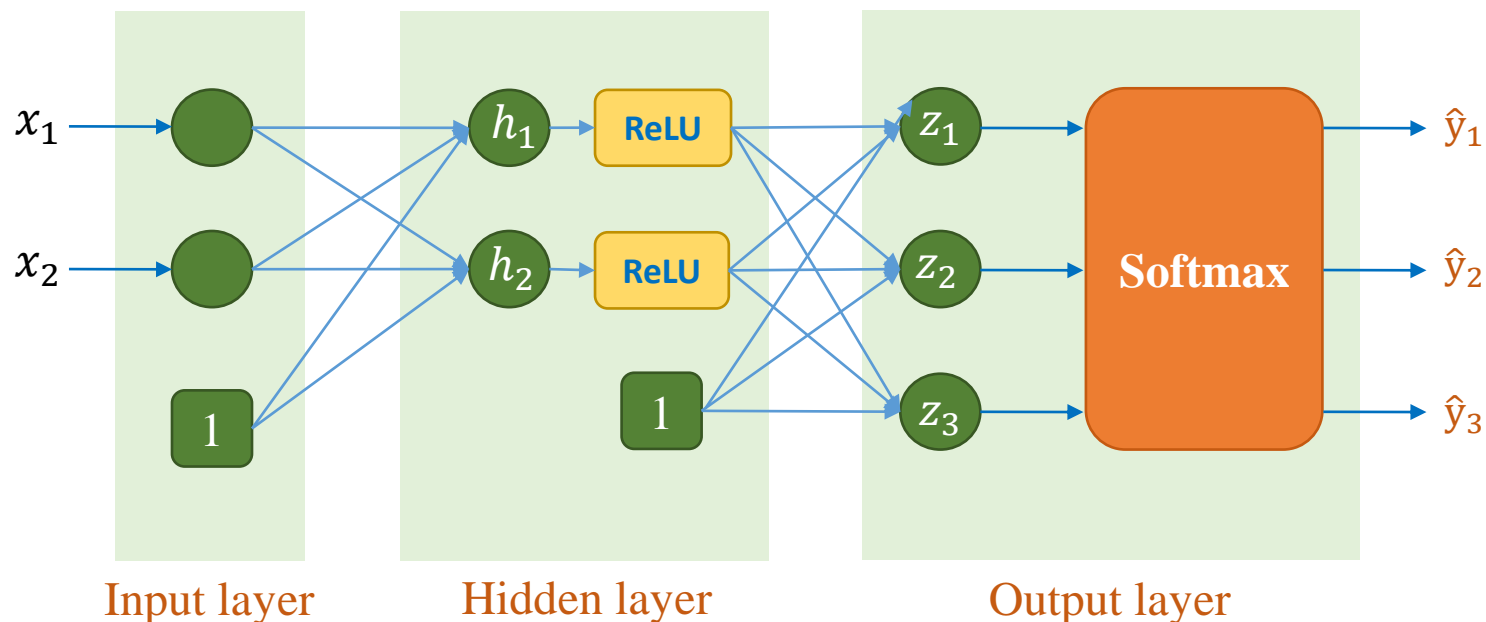 x₁ h₁ ReLU z₁ ŷ₁
x₂ h₂ ReLU z₂ Softmax ŷ₂
1 1 z₃ ŷ₃
Input layer Hidden layer Output layer